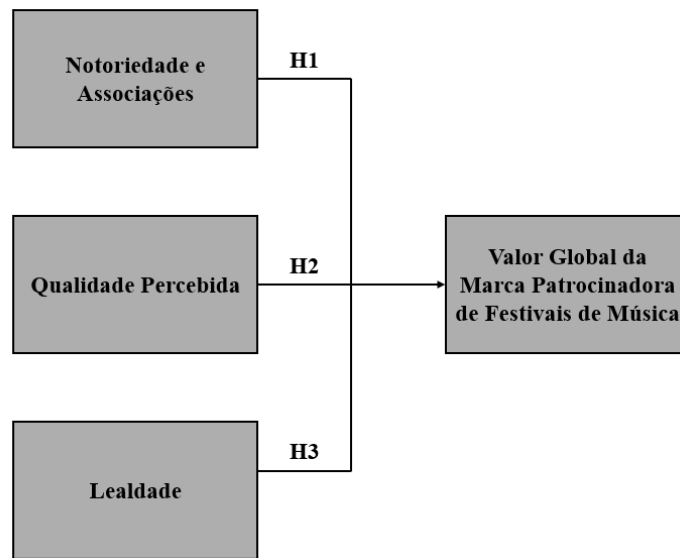 Notoriedade e
Associações
H1
Qualidade Percebida
H2
Valor Global da
Marca Patrocinadora
de Festivais de Música
Lealdade
H3